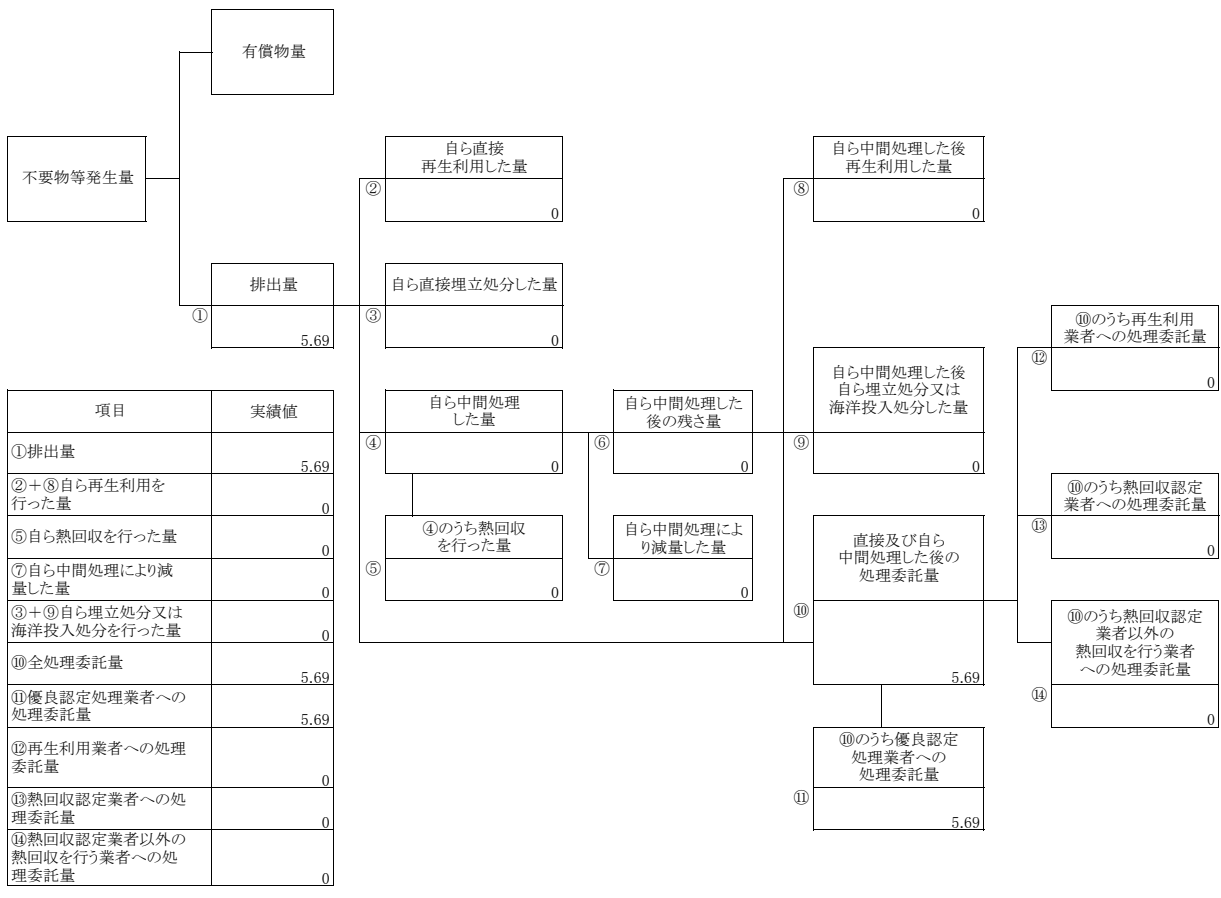 有償物量
不要物等発生量
排出量
①
5.69
自ら直接
再生利用した量
②
0
自ら直接埋立処分した量
③
0
自ら中間処理
した量
④
0
④のうち熱回収
を行った量
⑤
0
自ら中間処理した
後の残さ量
⑥
0
自ら中間処理によ
り減量した量
⑦
0
自ら中間処理した後
再生利用した量
⑧
0
自ら中間処理した後
自ら埋立処分又は
海洋投入処分した量
⑨
0
直接及び自ら
中間処理した後の
処理委託量
⑩
5.69
⑩のうち優良認定
処理業者への
処理委託量
⑪
5.69
⑩のうち再生利用
業者への処理委託量
⑫
0
⑩のうち熱回収認定
業者への処理委託量
⑬
0
⑩のうち熱回収認定
業者以外の
熱回収を行う業者
への処理委託量
⑭
0
項目 実績値
①排出量
5.69
②+⑧自ら再生利用を
行った量
0
⑤自ら熱回収を行った量
0
⑦自ら中間処理により減
量した量
0
③+⑨自ら埋立処分又は
海洋投入処分を行った量
0
⑩全処理委託量
5.69
⑪優良認定処理業者への
処理委託量
5.69
⑫再生利用業者への処理
委託量
0
⑬熱回収認定業者への処
理委託量
0
⑭熱回収認定業者以外の
熱回収を行う業者への処
理委託量
0